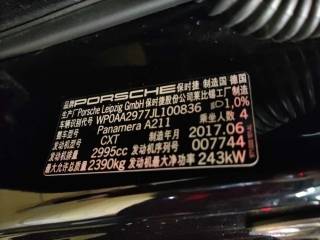 品牌 PORSCHE 保时捷 制造国 德国
生产厂 Porsche Leipzig GmbH 保时捷股份公司莱比锡工厂制造
车辆识别代号 WP0AA2977JL100836 1,0%
整车型号 Panamera A211 乘坐人数 4
发动机型号 CXT 制造年月 2017.06
发动机排量 2995cc 发动机序列号 007744
最大允许总质量 2390kg 发动机最大净功率 243kW